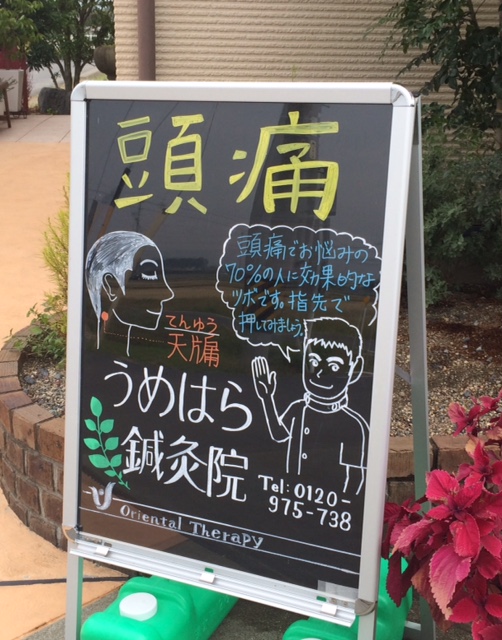 頭痛
頭痛でお悩みの
70%の人に効果的な
ツボです。指先で
押してみましょう。
てんゆう
天牖
うめはら
鍼灸院
Tel:0120-
975-738
Oriental Therapy